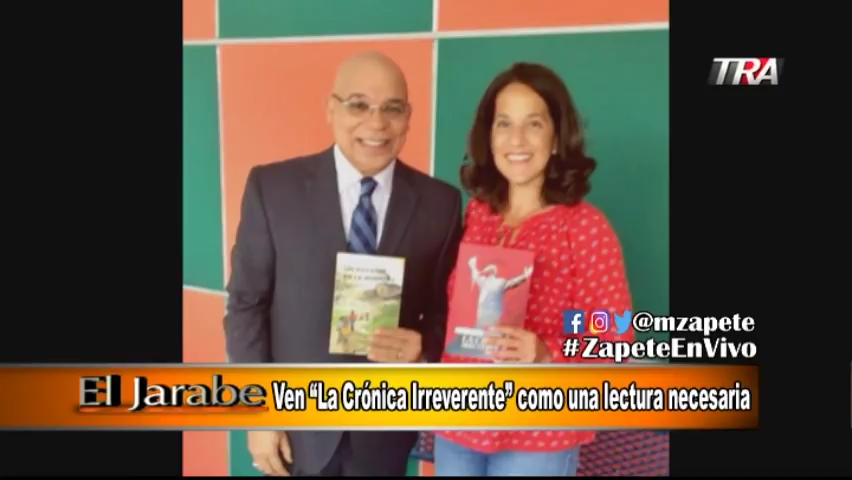 TRA
@mzapete
#ZapeteEnVivo
El Jarabe
Ven “La Crónica Irreverente” como una lectura necesaria